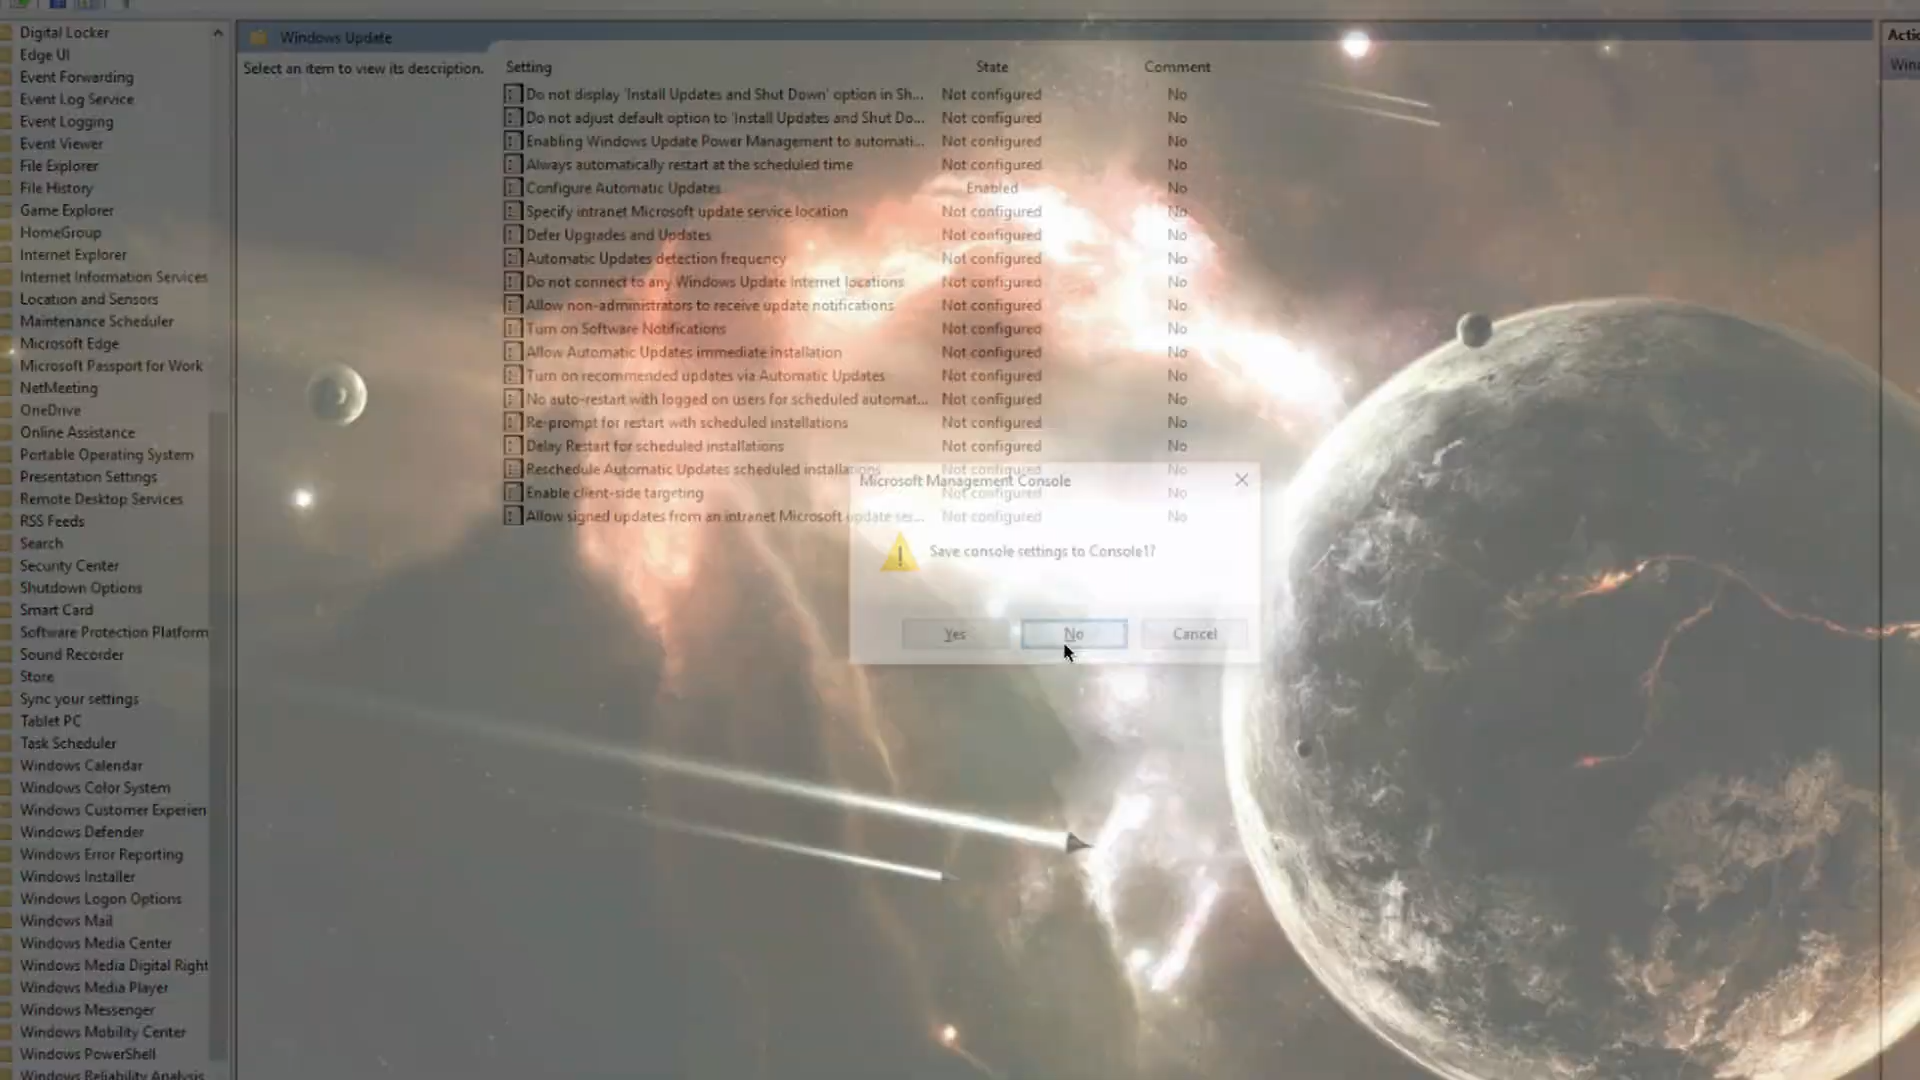 Digital Locker
Edge UI
Event Forwarding
Event Log Service
Event Logging
Event Viewer
File Explorer
File History
Game Explorer
HomeGroup
Internet Explorer
Internet Information Services
Location and Sensors
Maintenance Scheduler
Microsoft Edge
Microsoft Passport for Work
NetMeeting
OneDrive
Online Assistance
Portable Operating System
Presentation Settings
Remote Desktop Services
RSS Feeds
Search
Security Center
Shutdown Options
Smart Card
Software Protection Platform
Sound Recorder
Store
Sync your settings
Tablet PC
Task Scheduler
Windows Calendar
Windows Color System
Windows Customer Experien
Windows Defender
Windows Error Reporting
Windows Installer
Windows Logon Options
Windows Mail
Windows Media Center
Windows Media Digital Right
Windows Media Player
Windows Messenger
Windows Mobility Center
Windows PowerShell
Windows Reliability Analysis
Windows Update
Select an item to view its description.
Setting State Comment
Do not display 'Install Updates and Shut Down' option in Sh... Not configured No
Do not adjust default option to 'Install Updates and Shut Do... Not configured No
Enabling Windows Update Power Management to automati... Not configured No
Always automatically restart at the scheduled time Not configured No
Configure Automatic Updates Enabled No
Specify intranet Microsoft update service location Not configured No
Defer Upgrades and Updates Not configured No
Automatic Updates detection frequency Not configured No
Do not connect to any Windows Update Internet locations Not configured No
Allow non-administrators to receive update notifications Not configured No
Turn on Software Notifications Not configured No
Allow Automatic Updates immediate installation Not configured No
Turn on recommended updates via Automatic Updates Not configured No
No auto-restart with logged on users for scheduled automat... Not configured No
Re-prompt for restart with scheduled installations Not configured No
Delay Restart for scheduled installations Not configured No
Reschedule Automatic Updates scheduled installations Not configured No
Enable client-side targeting Not configured No
Allow signed updates from an intranet Microsoft update ser... Not configured No
Microsoft Management Console
Save console settings to Console1?
Yes No Cancel
Actio
Wind